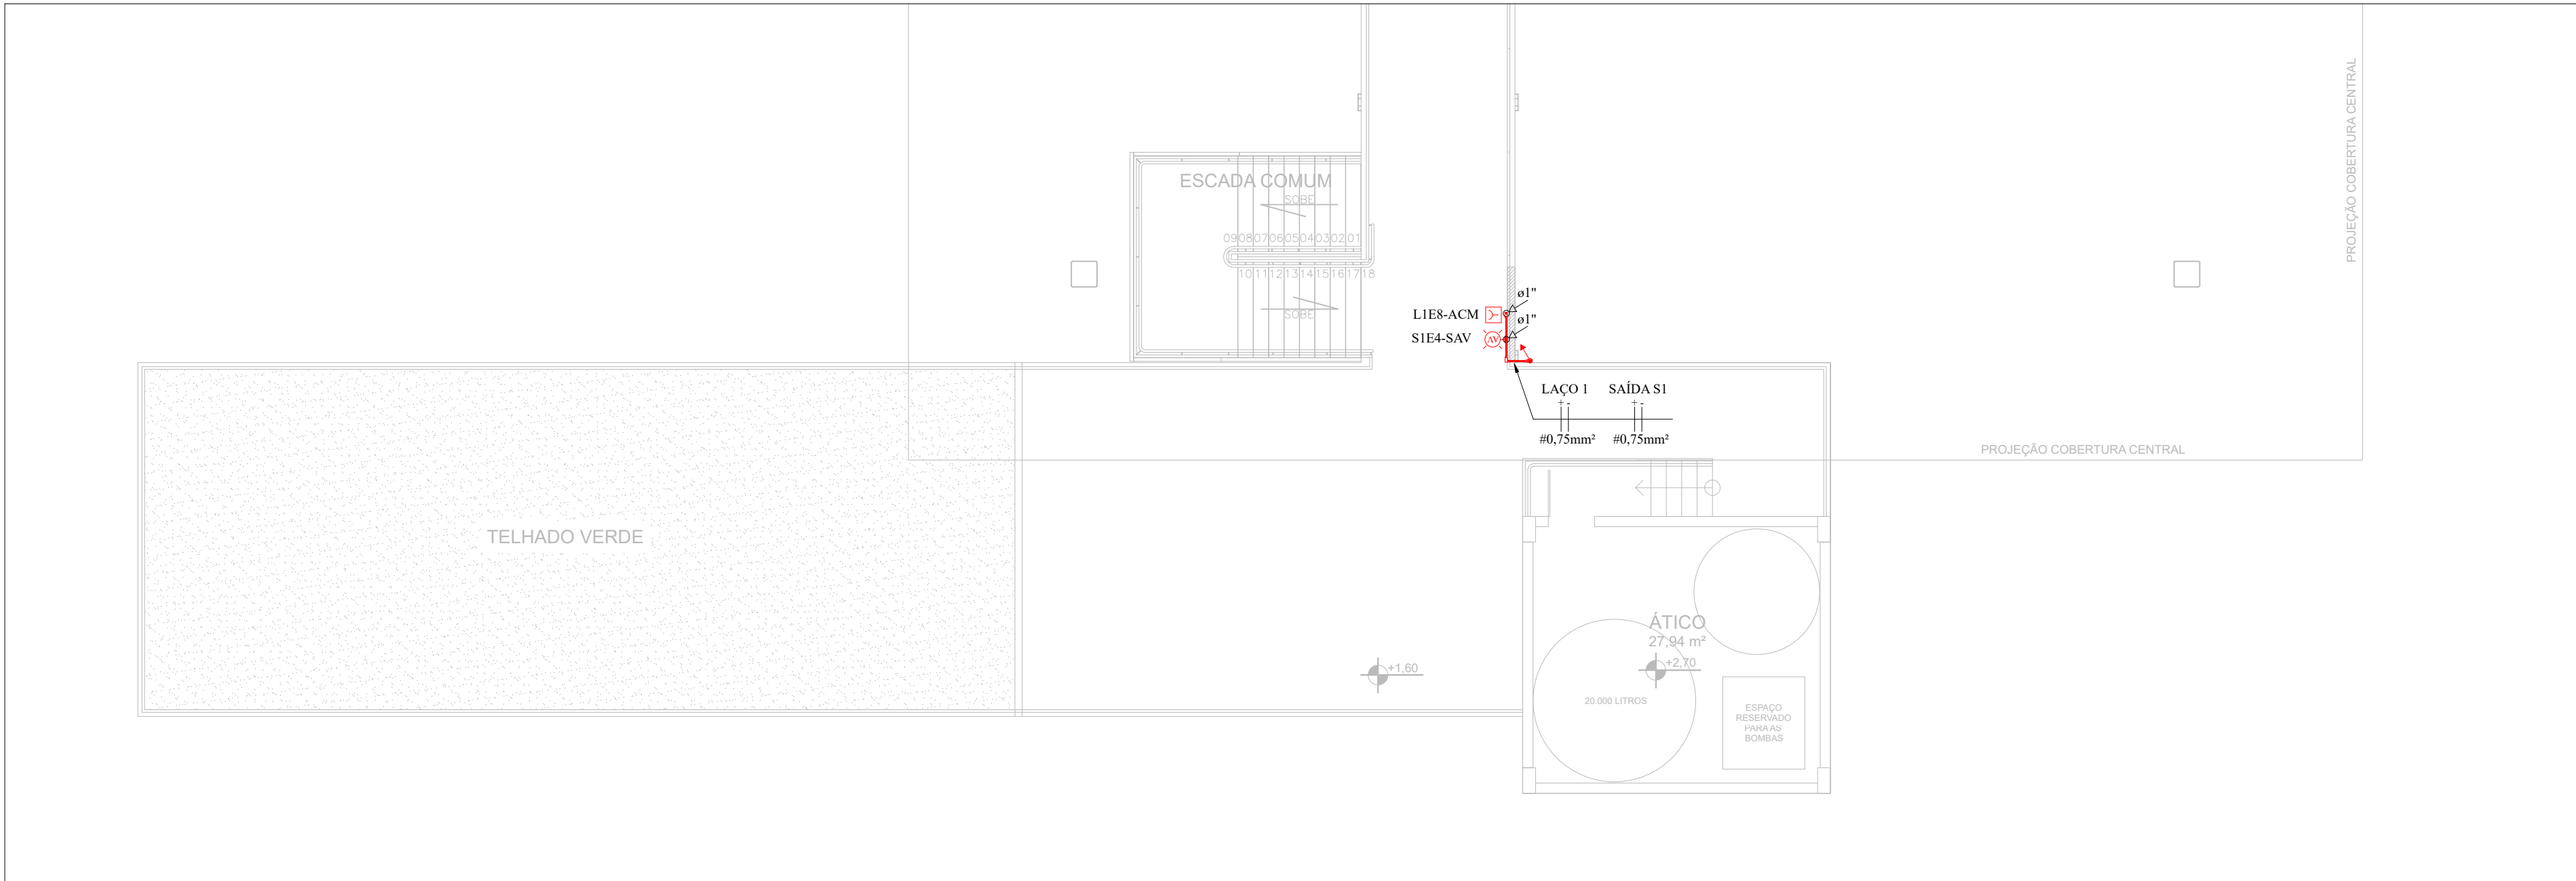 PROJEÇÃO COBERTURA CENTRAL
ESCADA COMUM
SOBE
09 08 07 06 05 04 03 02 01
10 11 12 13 14 15 16 17 18
SOBE
ø1"
L1E8-ACM
ø1"
S1E4-SAV
AV
LAÇO 1 SAÍDA S1
+ - + -
#0,75mm² #0,75mm²
PROJEÇÃO COBERTURA CENTRAL
TELHADO VERDE
ÁTICO
27,94 m²
+1,60
+2,70
20.000 LITROS
ESPAÇO
RESERVADO
PARA AS
BOMBAS